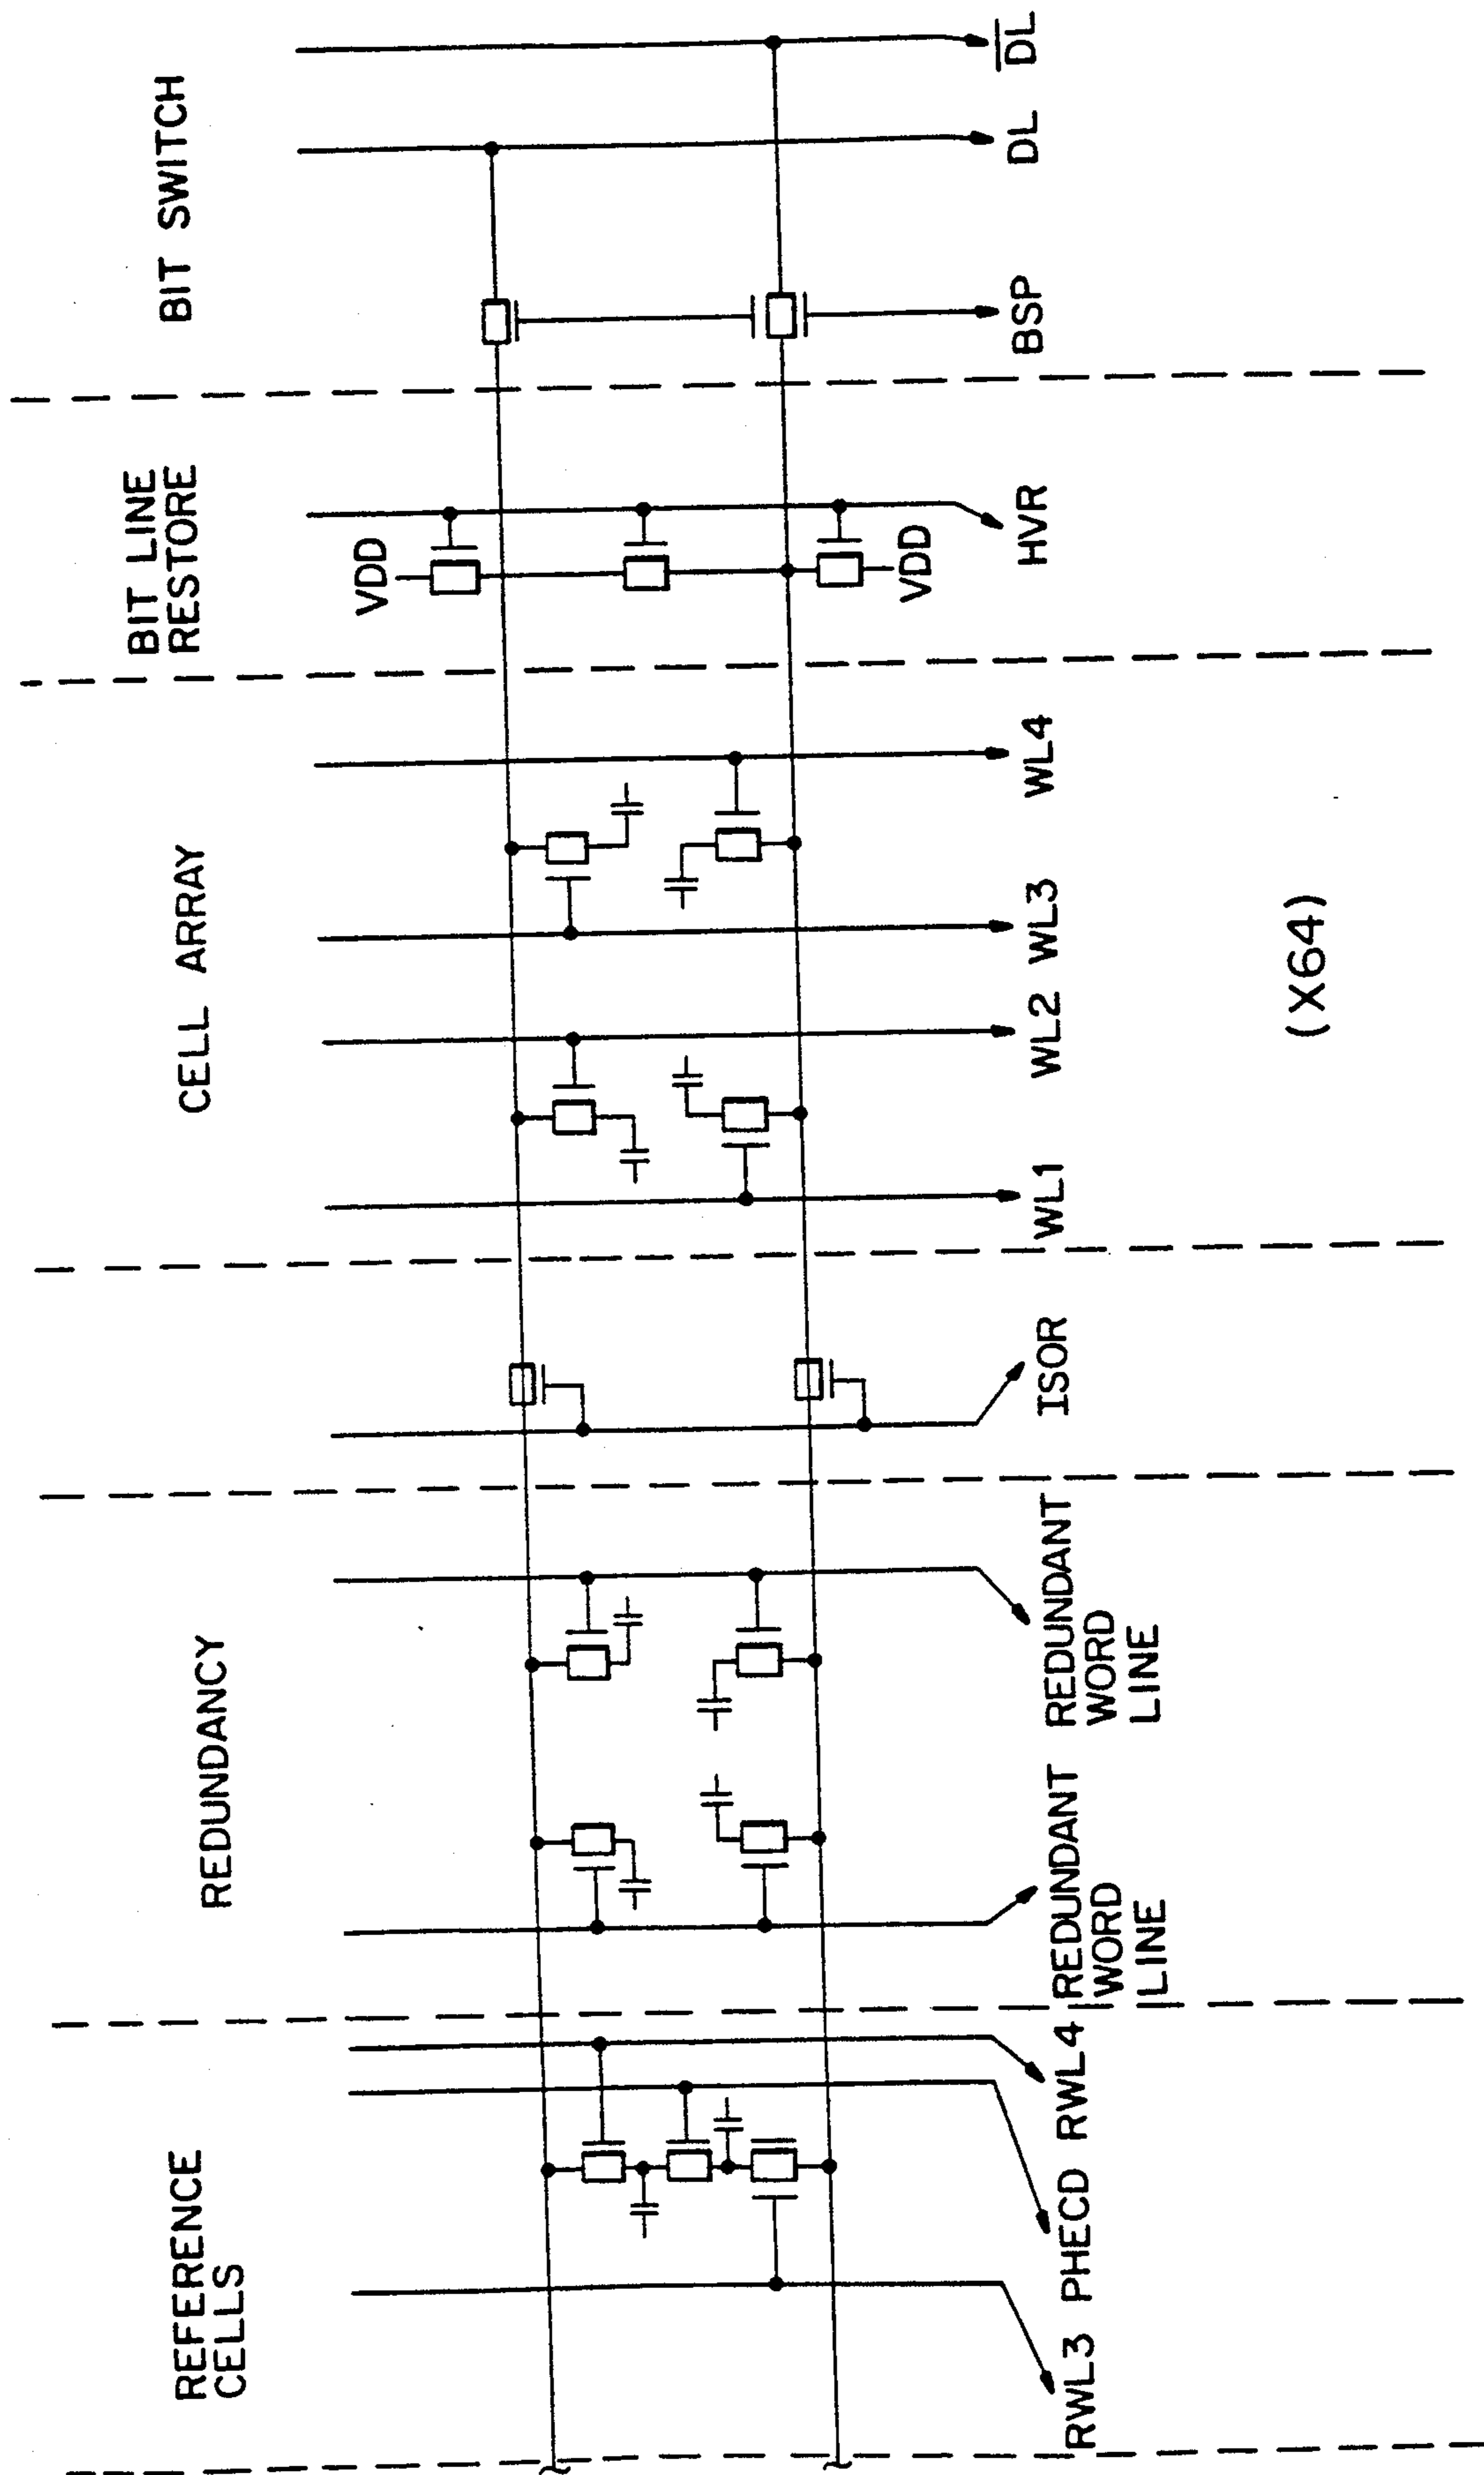 REFERENCE
CELLS
REDUNDANCY
CELL ARRAY
BIT LINE
RESTORE
BIT SWITCH
VDD
VDD
RWL3
PHECD
RWL4
REDUNDANT
WORD
LINE
REDUNDANT
WORD
LINE
ISOR
WL1
WL2
WL3
WL4
HVR
BSP
DL
D̅L̅
(X64)